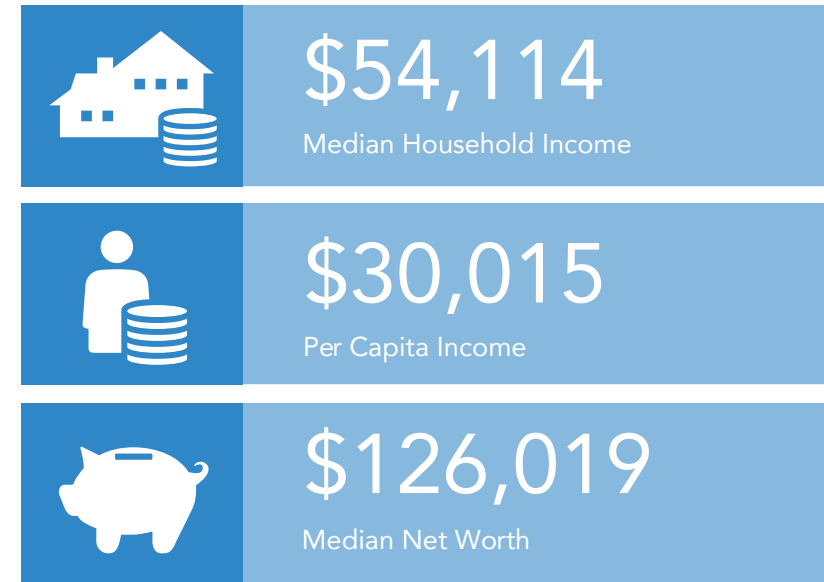 $54,114
Median Household Income
$30,015
Per Capita Income
$126,019
Median Net Worth